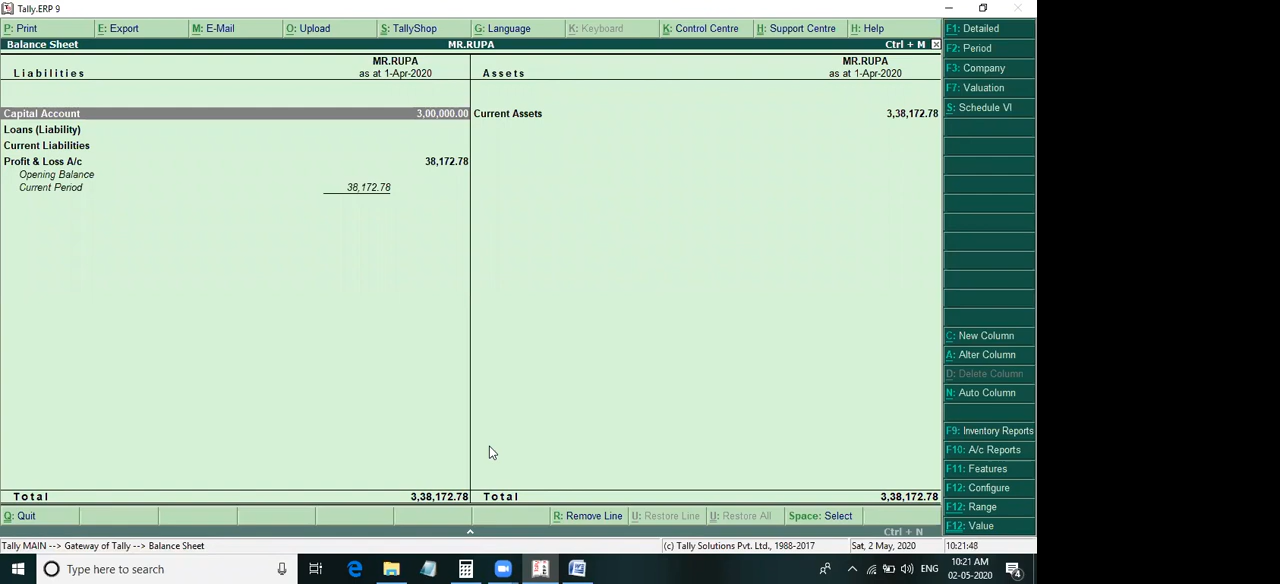 Tally.ERP 9
P: Print E: Export M: E-Mail O: Upload S: TallyShop G: Language K: Keyboard K: Control Centre H: Support Centre H: Help
Balance Sheet MR.RUPA Ctrl + M
Liabilities MR.RUPA as at 1-Apr-2020 Assets MR.RUPA as at 1-Apr-2020
Capital Account 3,00,000.00 Current Assets 3,38,172.78
Loans (Liability)
Current Liabilities
Profit & Loss A/c 38,172.78
Opening Balance
Current Period 38,172.78
Total 3,38,172.78 Total 3,38,172.78
Q: Quit R: Remove Line U: Restore Line U: Restore All Space: Select
Ctrl + N
F1: Detailed
F2: Period
F3: Company
F7: Valuation
S: Schedule VI
C: New Column
A: Alter Column
D: Delete Column
N: Auto Column
F9: Inventory Reports
F10: A/c Reports
F11: Features
F12: Configure
F12: Range
F12: Value
Tally MAIN --> Gateway of Tally --> Balance Sheet (c) Tally Solutions Pvt. Ltd., 1988-2017 Sat, 2 May, 2020 10:21:48
Type here to search ENG 10:21 AM
02-05-2020 4